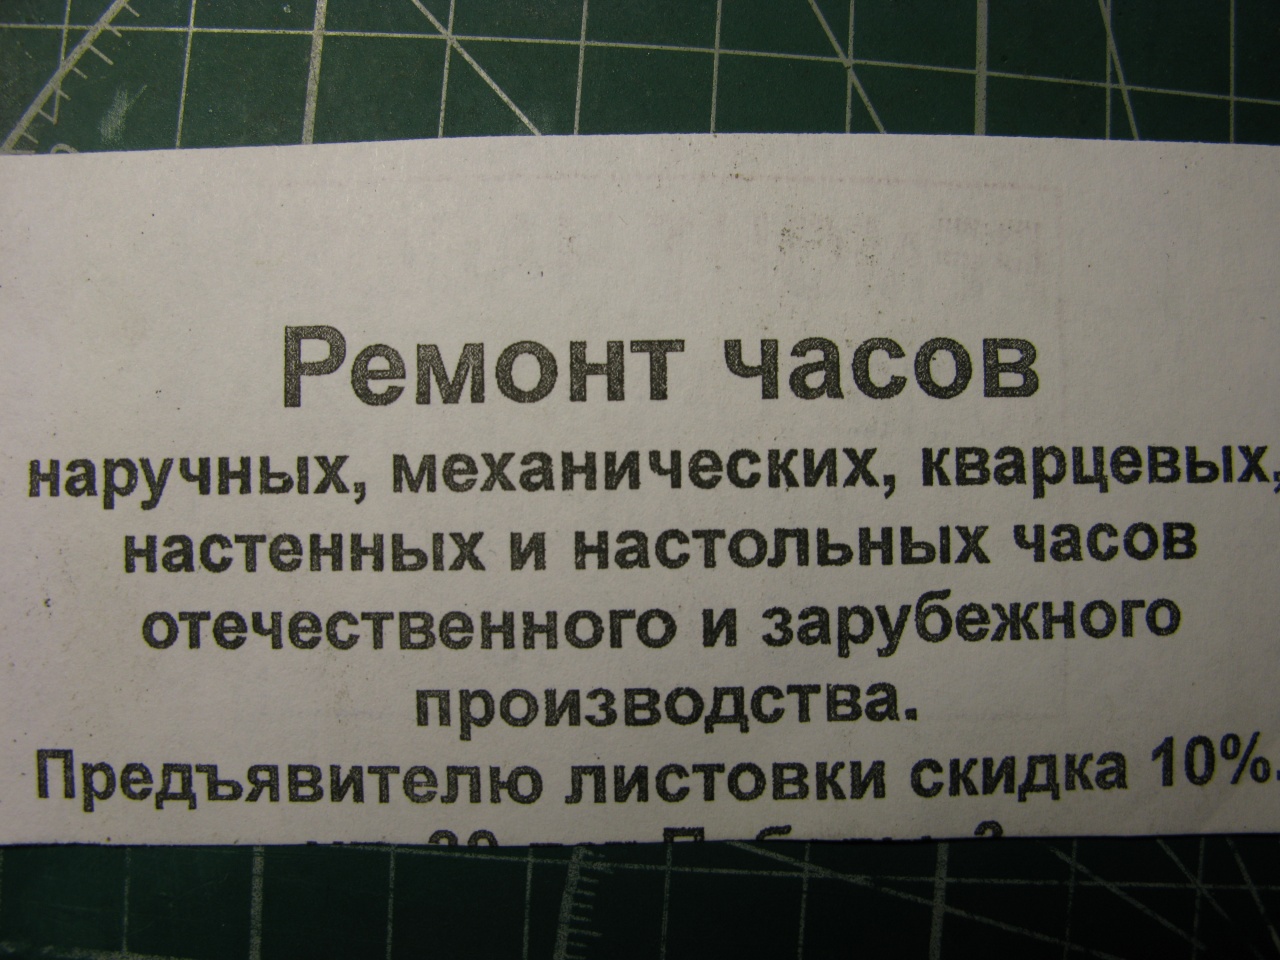 Ремонт часов
наручных, механических, кварцевых,
настенных и настольных часов
отечественного и зарубежного
производства.
Предъявителю листовки скидка 10%.